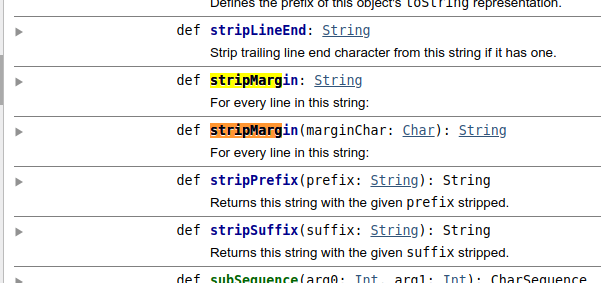 Defines the prefix of this object's toString representation.
def stripLineEnd: String
Strip trailing line end character from this string if it has one.
def stripMargin: String
For every line in this string:
def stripMargin(marginChar: Char): String
For every line in this string:
def stripPrefix(prefix: String): String
Returns this string with the given prefix stripped.
def stripSuffix(suffix: String): String
Returns this string with the given suffix stripped.
def subSequence(arg0: Int, arg1: Int): CharSequence